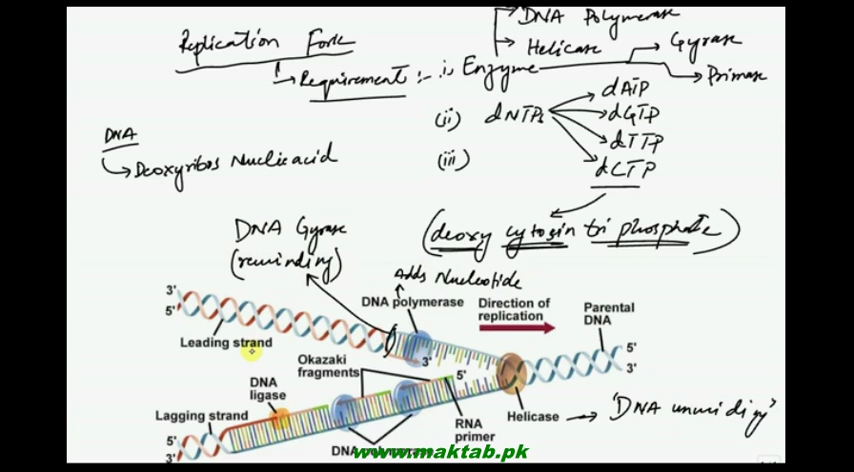 DNA Polymerase
Replication Fork
Helicase
Gyrase
Requirement :- i, Enzyme
Primase
(ii) dNTPs
dATP
dGTP
dTTP
dCTP
(iii)
DNA
Deoxyribos Nuclicacid
(deoxy cytosin tri phosphate)
DNA Gyrase
(rewinding)
Adds Nucleotide
3'
5'
DNA polymerase
Direction of
replication
Parental
DNA
Leading strand
3'
5'
3'
Okazaki
fragments
5'
DNA
ligase
Lagging strand
RNA
primer
Helicase
'DNA unwidig'
5'
3'
www.maktab.pk